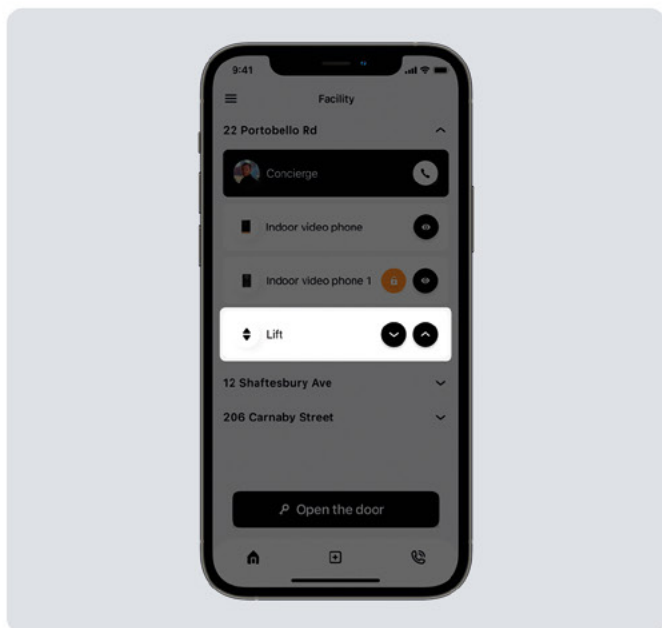 9:41
Facility
22 Portobello Rd
Concierge
Indoor video phone
Indoor video phone 1
Lift
12 Shaftesbury Ave
206 Carnaby Street
Open the door